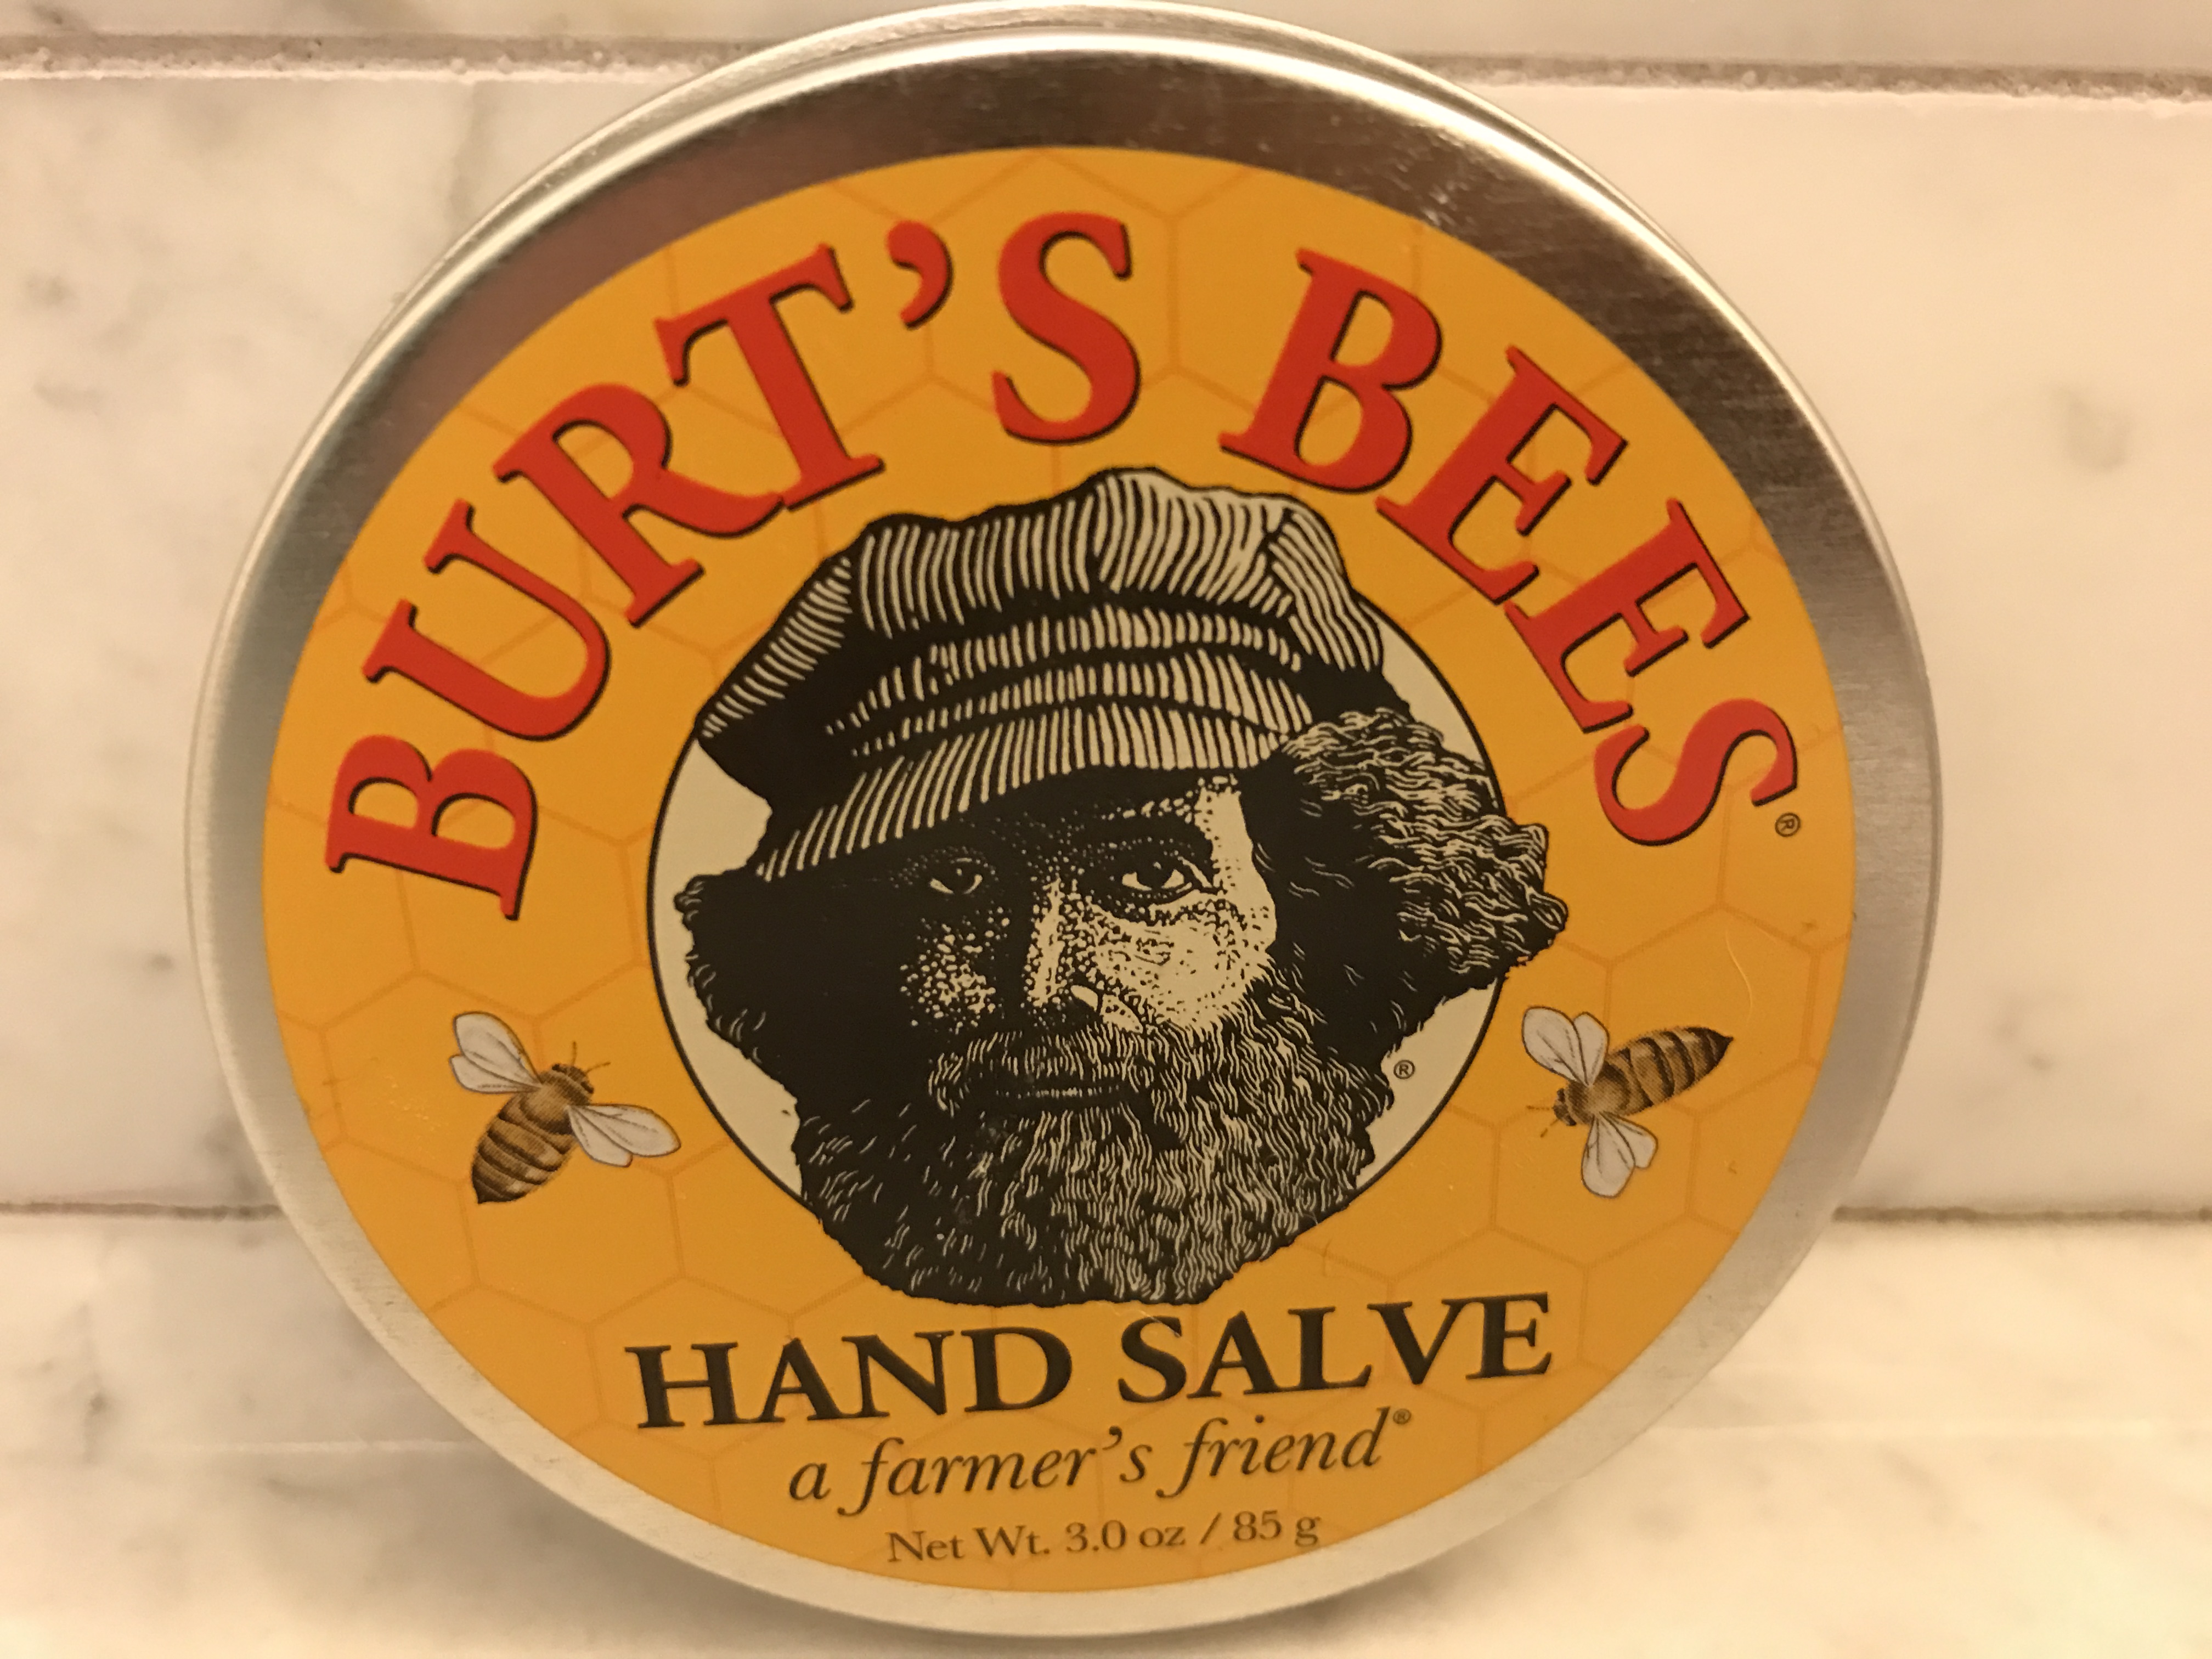 BURT'S BEES®
®
HAND SALVE
a farmer's friend®
Net Wt. 3.0 oz / 85 g